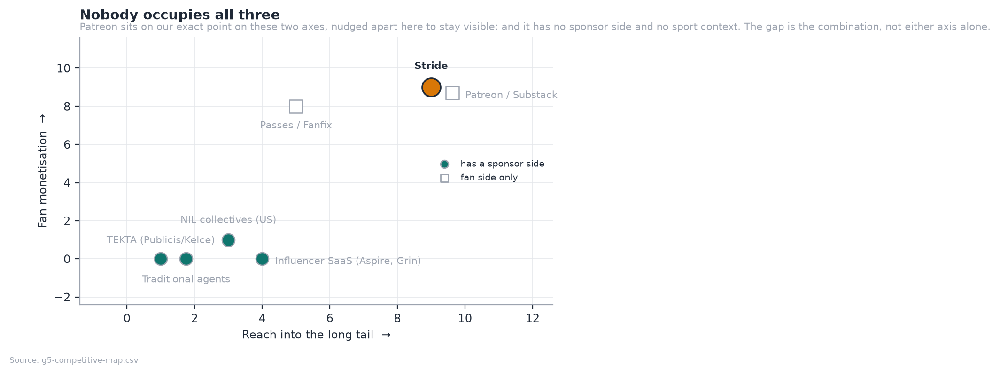 Nobody occupies all three
Patreon sits on our exact point on these two axes, nudged apart here to stay visible: and it has no sponsor side and no sport context. The gap is the combination, not either axis alone.
Fan monetisation →
10
8
6
4
2
0
−2
Stride
Patreon / Substack
Passes / Fanfix
has a sponsor side
fan side only
NIL collectives (US)
TEKTA (Publicis/Kelce)
Influencer SaaS (Aspire, Grin)
Traditional agents
0 2 4 6 8 10 12
Reach into the long tail →
Source: g5-competitive-map.csv